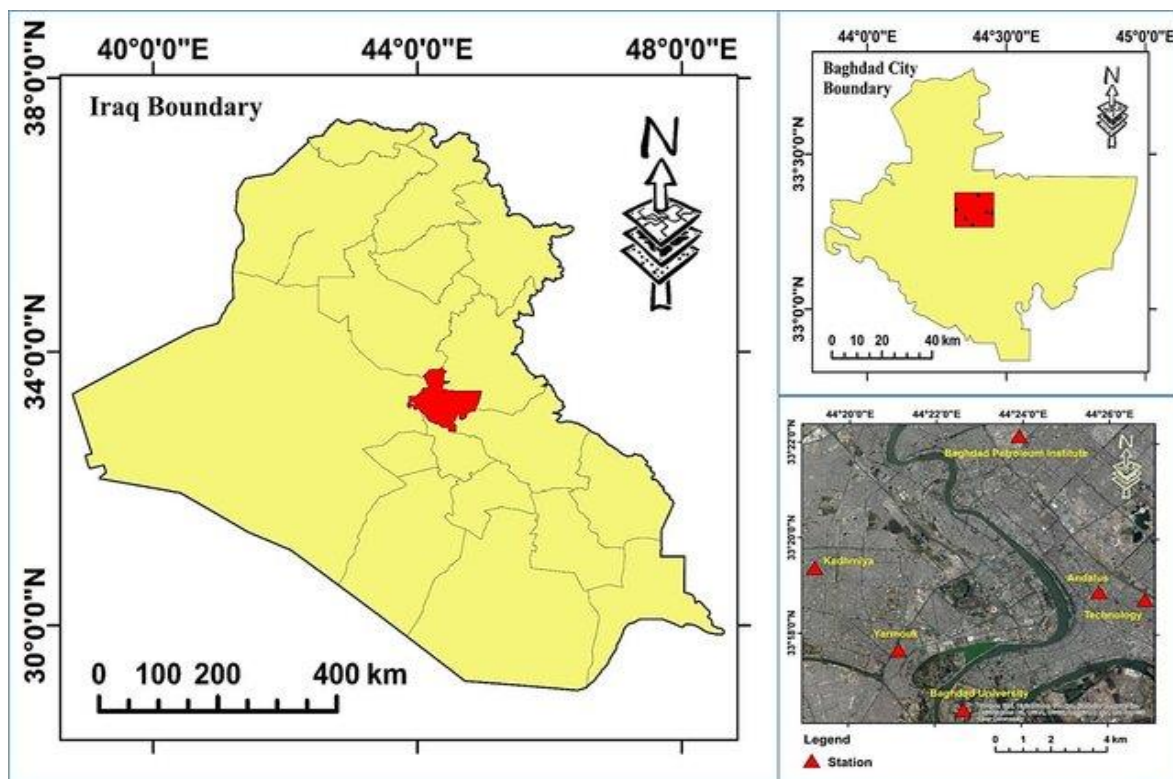 40°0'0"E 44°0'0"E 48°0'0"E
38°0'0"N
34°0'0"N
30°0'0"N
Iraq Boundary
N
0 100 200 400 km
44°0'0"E 44°30'0"E 45°0'0"E
33°30'0"N
33°0'0"N
Baghdad City
Boundary
N
0 10 20 40 km
44°20'0"E 44°22'0"E 44°24'0"E 44°26'0"E
33°22'0"N
33°20'0"N
33°18'0"N
N
Baghdad Petroleum Institute
Kadhmiya
Andalus
Technology
Yarmouk
Baghdad University
Legend
Station
0 1 2 4 km